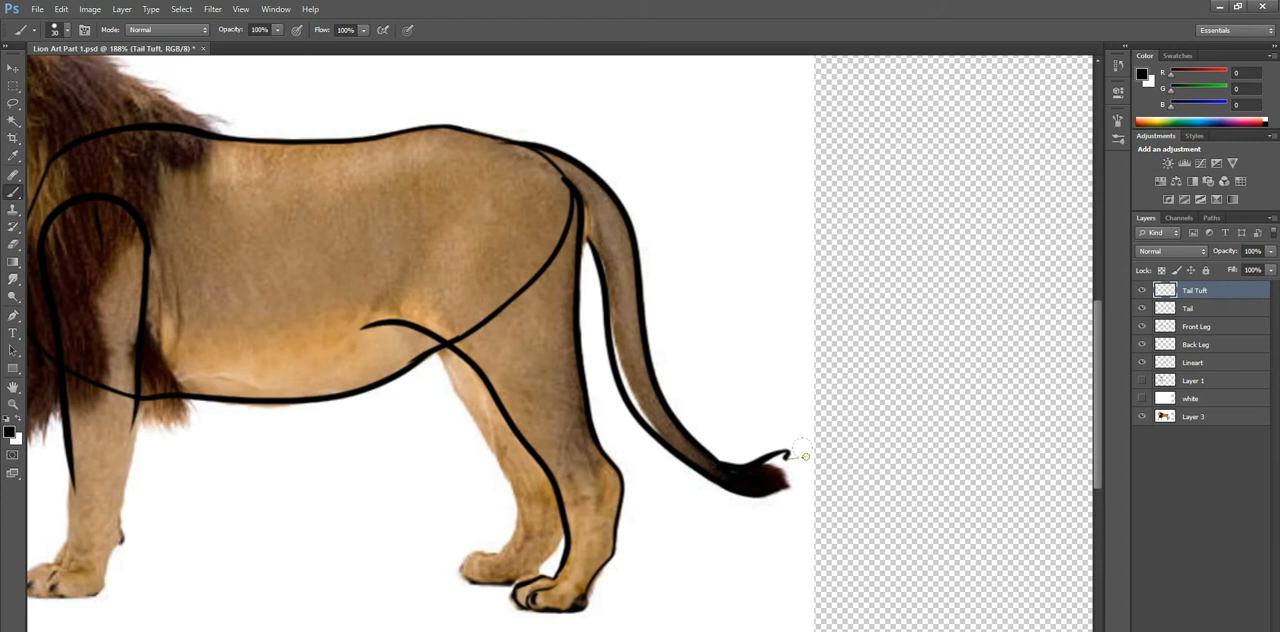 Ps File Edit Image Layer Type Select Filter View Window Help
30 Mode: Normal Opacity: 100% Flow: 100% Essentials
Lion Art Part 1.psd @ 188% (Tail Tuft, RGB/8) * ×
Color Swatches
R 0
G 0
B 0
Adjustments Styles
Add an adjustment
Layers Channels Paths
Kind
Normal Opacity: 100%
Lock: Fill: 100%
Tail Tuft
Tail
Front Leg
Back Leg
Lineart
Layer 1
white
Layer 3